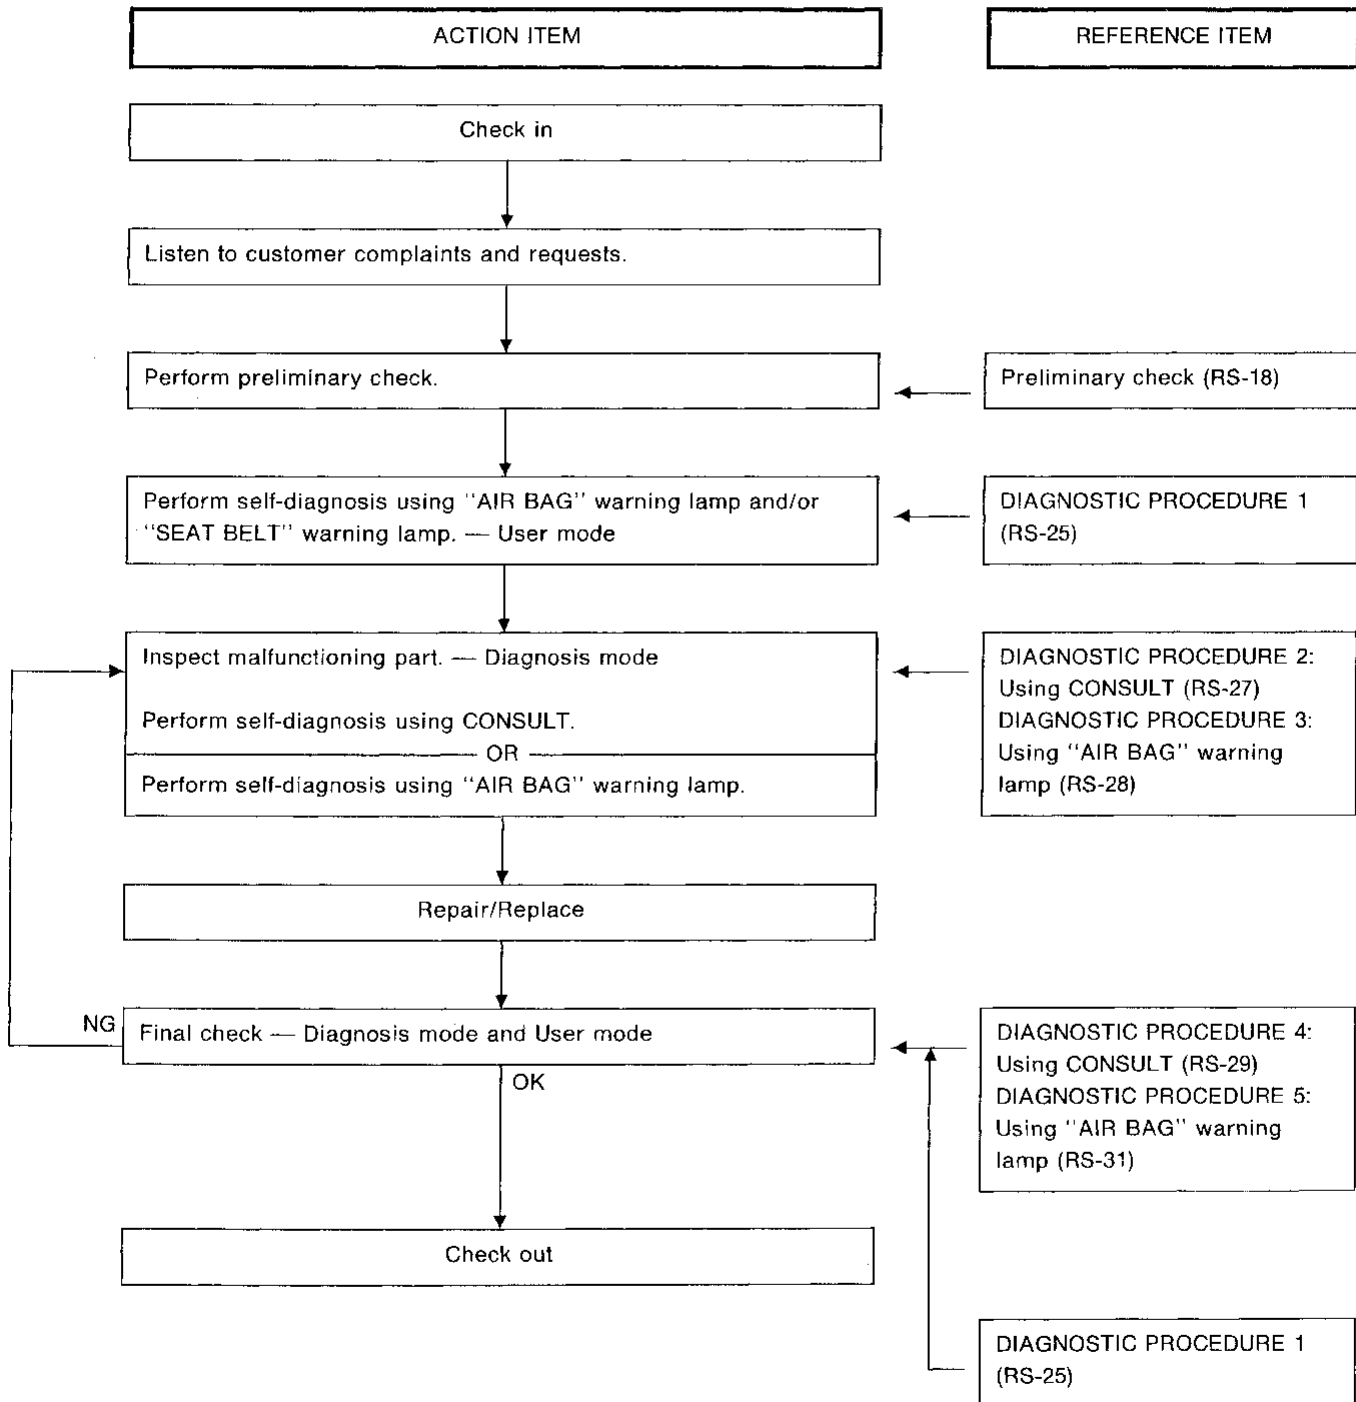 ACTION ITEM
REFERENCE ITEM
Check in
Listen to customer complaints and requests.
Perform preliminary check.
Preliminary check (RS-18)
Perform self-diagnosis using “AIR BAG” warning lamp and/or
“SEAT BELT” warning lamp. — User mode
DIAGNOSTIC PROCEDURE 1
(RS-25)
Inspect malfunctioning part. — Diagnosis mode
Perform self-diagnosis using CONSULT.
OR
Perform self-diagnosis using “AIR BAG” warning lamp.
DIAGNOSTIC PROCEDURE 2:
Using CONSULT (RS-27)
DIAGNOSTIC PROCEDURE 3:
Using “AIR BAG” warning
lamp (RS-28)
Repair/Replace
NG
Final check — Diagnosis mode and User mode
OK
DIAGNOSTIC PROCEDURE 4:
Using CONSULT (RS-29)
DIAGNOSTIC PROCEDURE 5:
Using “AIR BAG” warning
lamp (RS-31)
Check out
DIAGNOSTIC PROCEDURE 1
(RS-25)